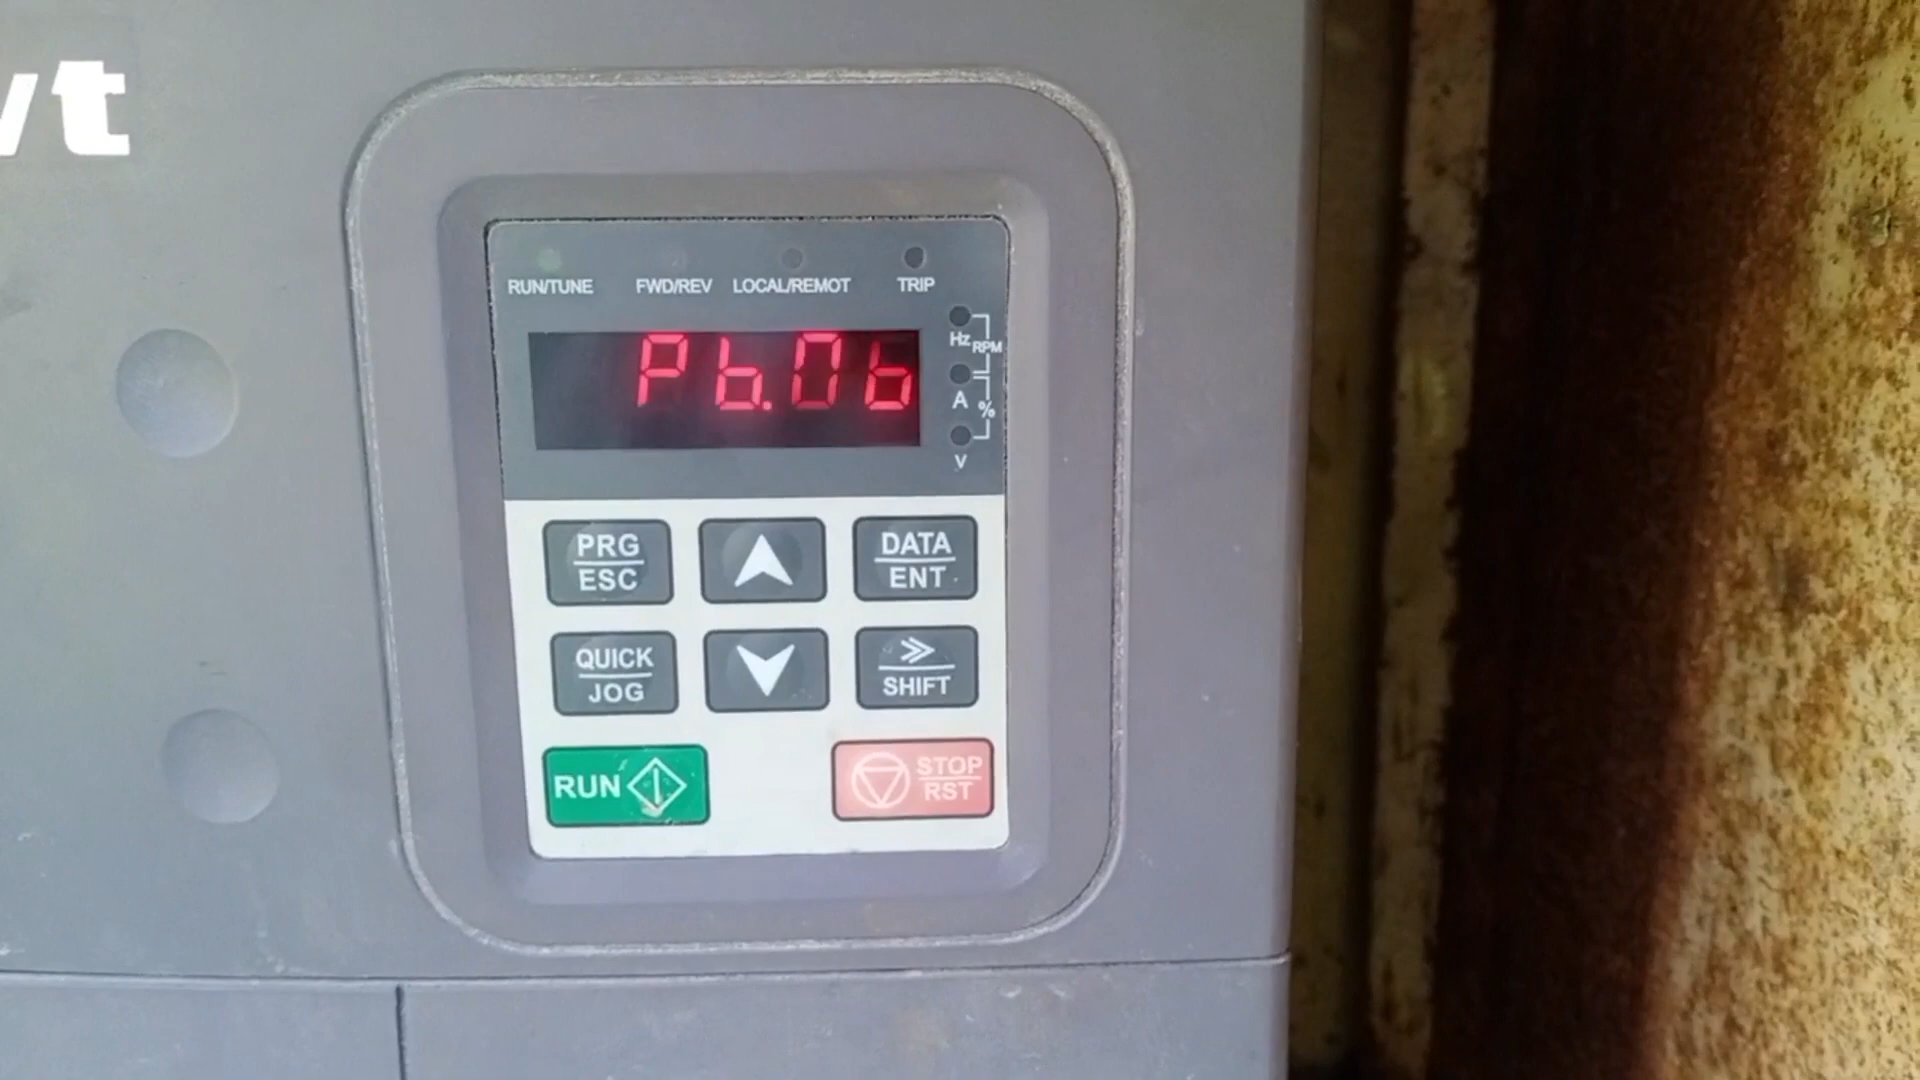 vt
RUN/TUNE FWD/REV LOCAL/REMOT TRIP
Pb.0b
Hz RPM
A %
V
PRG ESC
DATA ENT
QUICK JOG
SHIFT
RUN
STOP RST